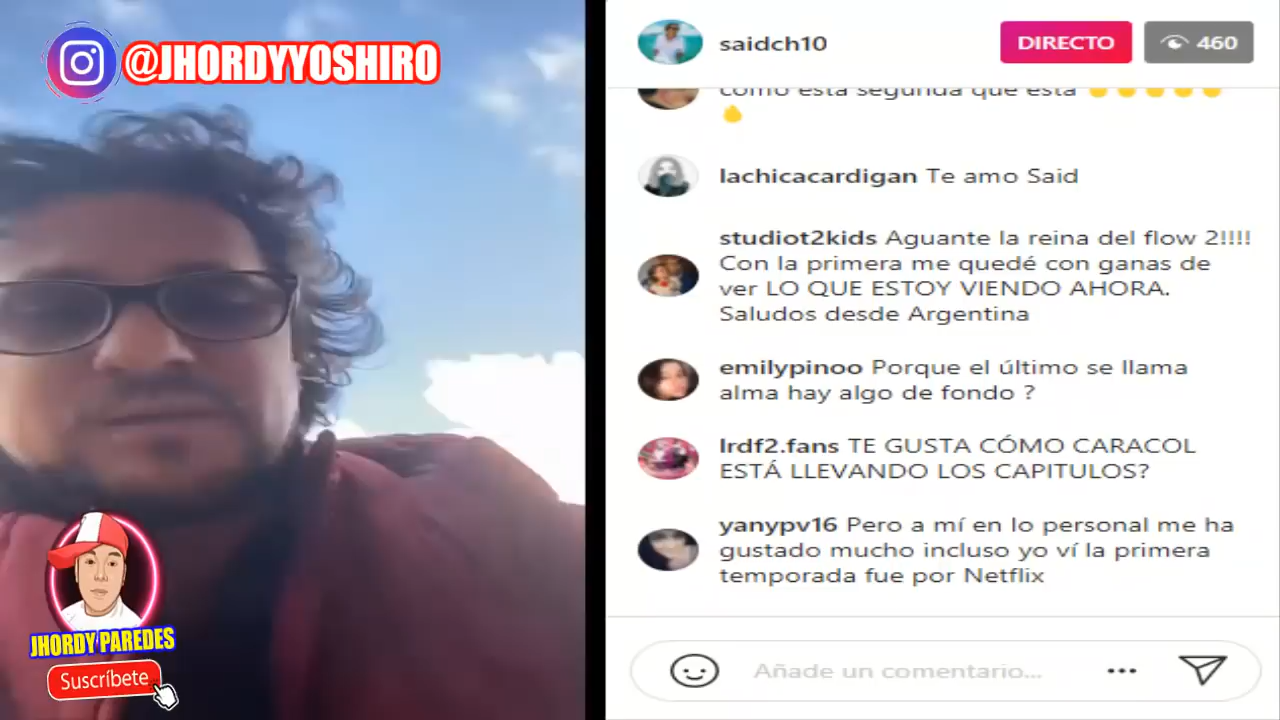 @JHORDYYOSHIRO
JHORDY PAREDES
Suscríbete
saidch10
DIRECTO
460
como esta segunda que esta
lachicacardigan Te amo Said
studiot2kids Aguante la reina del flow 2!!!!
Con la primera me quedé con ganas de
ver LO QUE ESTOY VIENDO AHORA.
Saludos desde Argentina
emilypinoo Porque el último se llama
alma hay algo de fondo ?
lrdf2.fans TE GUSTA CÓMO CARACOL
ESTÁ LLEVANDO LOS CAPITULOS?
yanypv16 Pero a mí en lo personal me ha
gustado mucho incluso yo ví la primera
temporada fue por Netflix
Añade un comentario...